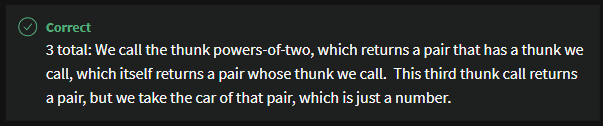 Correct
3 total: We call the thunk powers-of-two, which returns a pair that has a thunk we
call, which itself returns a pair whose thunk we call.  This third thunk call returns
a pair, but we take the car of that pair, which is just a number.